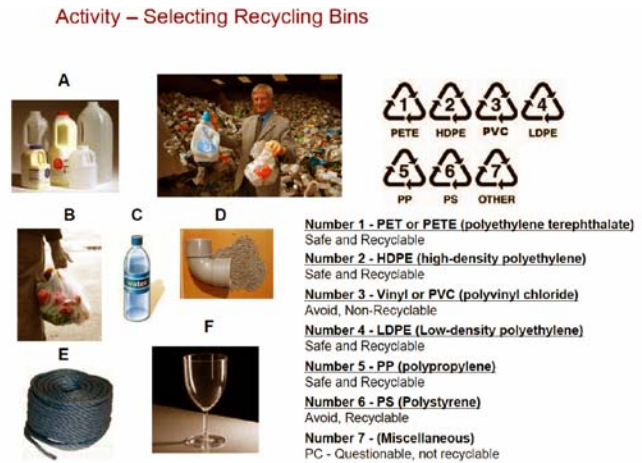 Activity – Selecting Recycling Bins
A
1 2 3 4
PETE HDPE PVC LDPE
5 6 7
PP PS OTHER
B C D
water
E F
Number 1 - PET or PETE (polyethylene terephthalate)
Safe and Recyclable
Number 2 - HDPE (high-density polyethylene)
Safe and Recyclable
Number 3 - Vinyl or PVC (polyvinyl chloride)
Avoid, Non-Recyclable
Number 4 - LDPE (Low-density polyethylene)
Safe and Recyclable
Number 5 - PP (polypropylene)
Safe and Recyclable
Number 6 - PS (Polystyrene)
Avoid, Recyclable
Number 7 - (Miscellaneous)
PC - Questionable, not recyclable